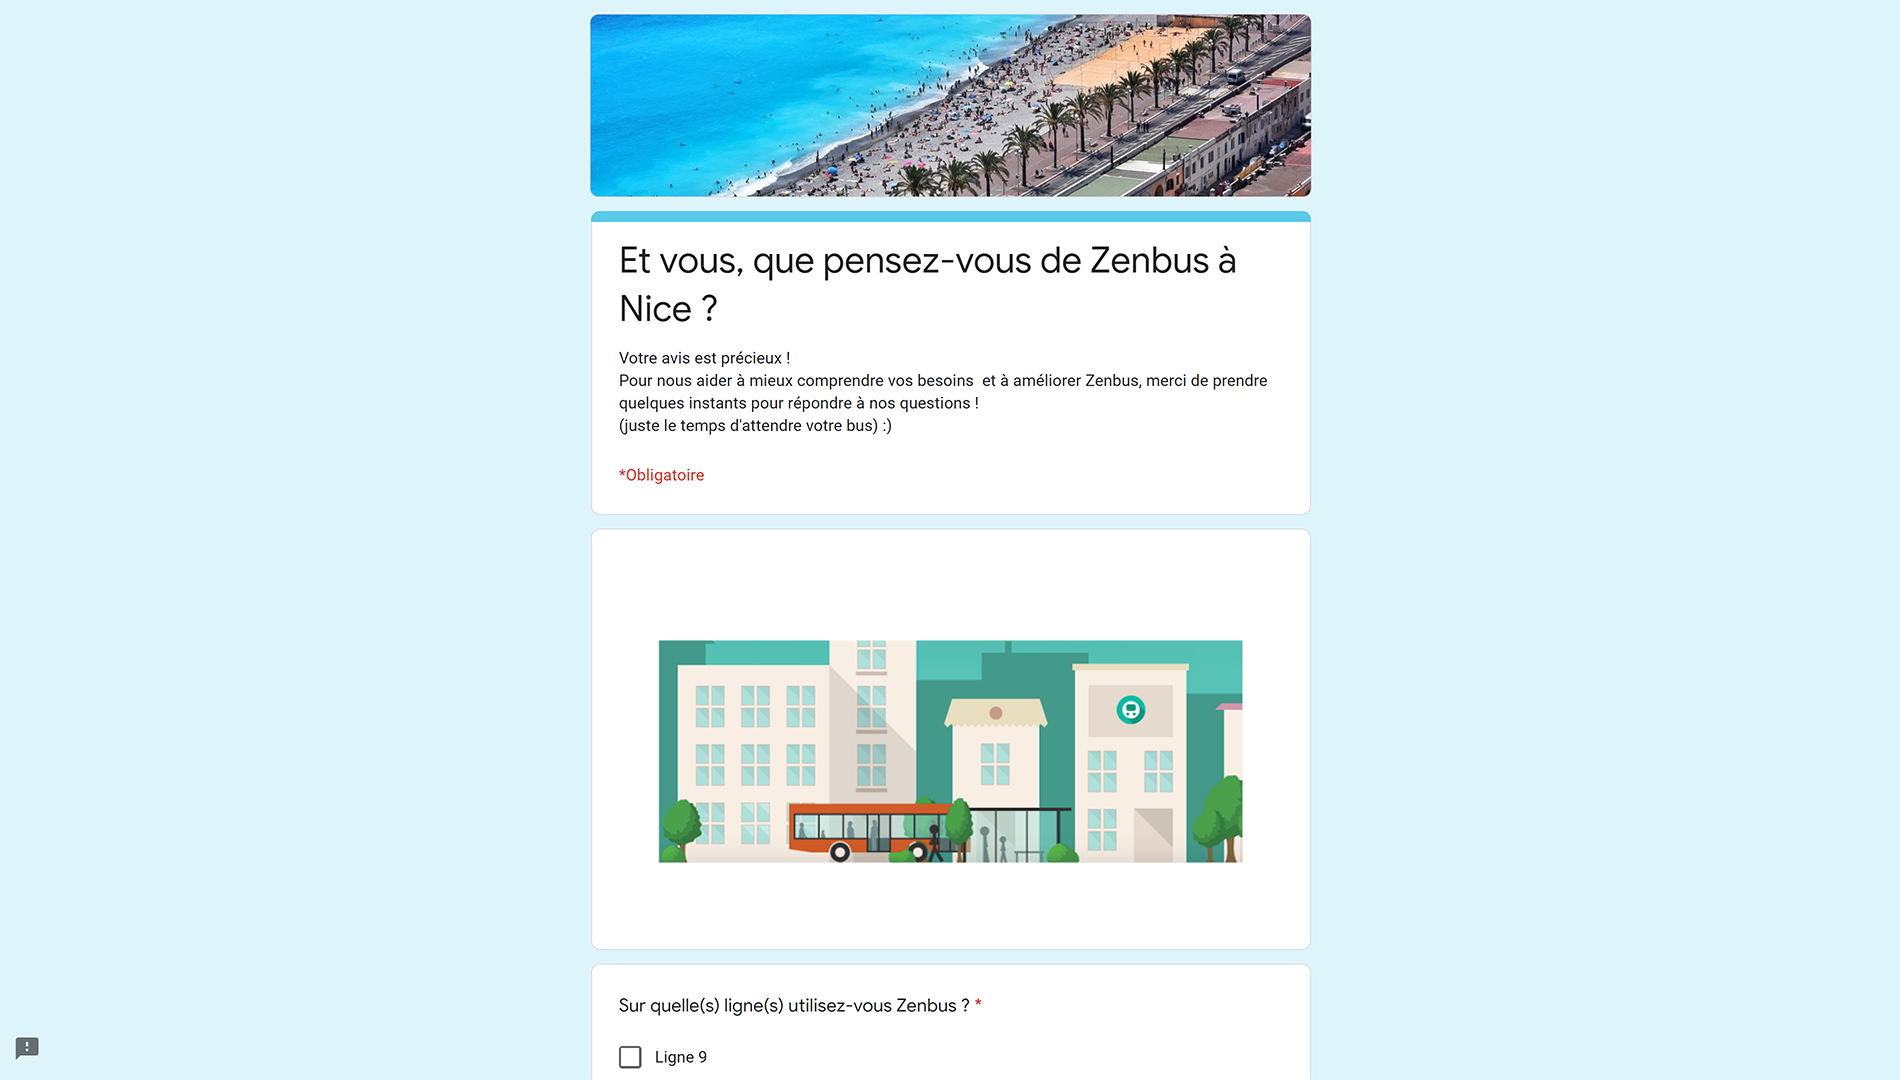 Et vous, que pensez-vous de Zenbus à
Nice ?
Votre avis est précieux !
Pour nous aider à mieux comprendre vos besoins  et à améliorer Zenbus, merci de prendre
quelques instants pour répondre à nos questions !
(juste le temps d'attendre votre bus) :)
*Obligatoire
Sur quelle(s) ligne(s) utilisez-vous Zenbus ? *
Ligne 9